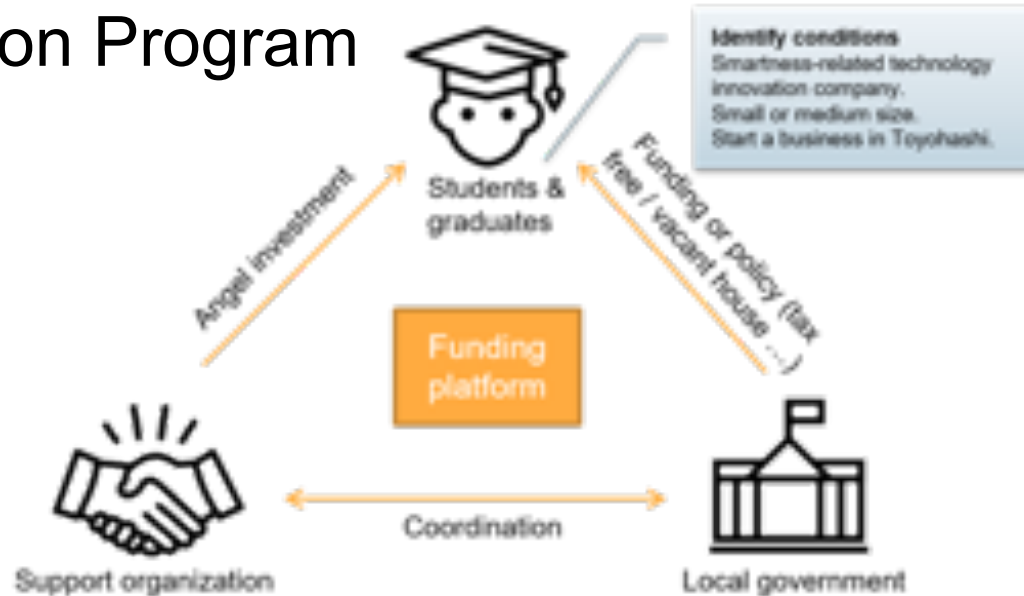 on Program
Identify conditions
Smartness-related technology
innovation company.
Small or medium size.
Start a business in Toyohashi.
Students &
graduates
Angel investment
Funding or policy (tax
free / vacant house …)
Funding
platform
Coordination
Support organization
Local government